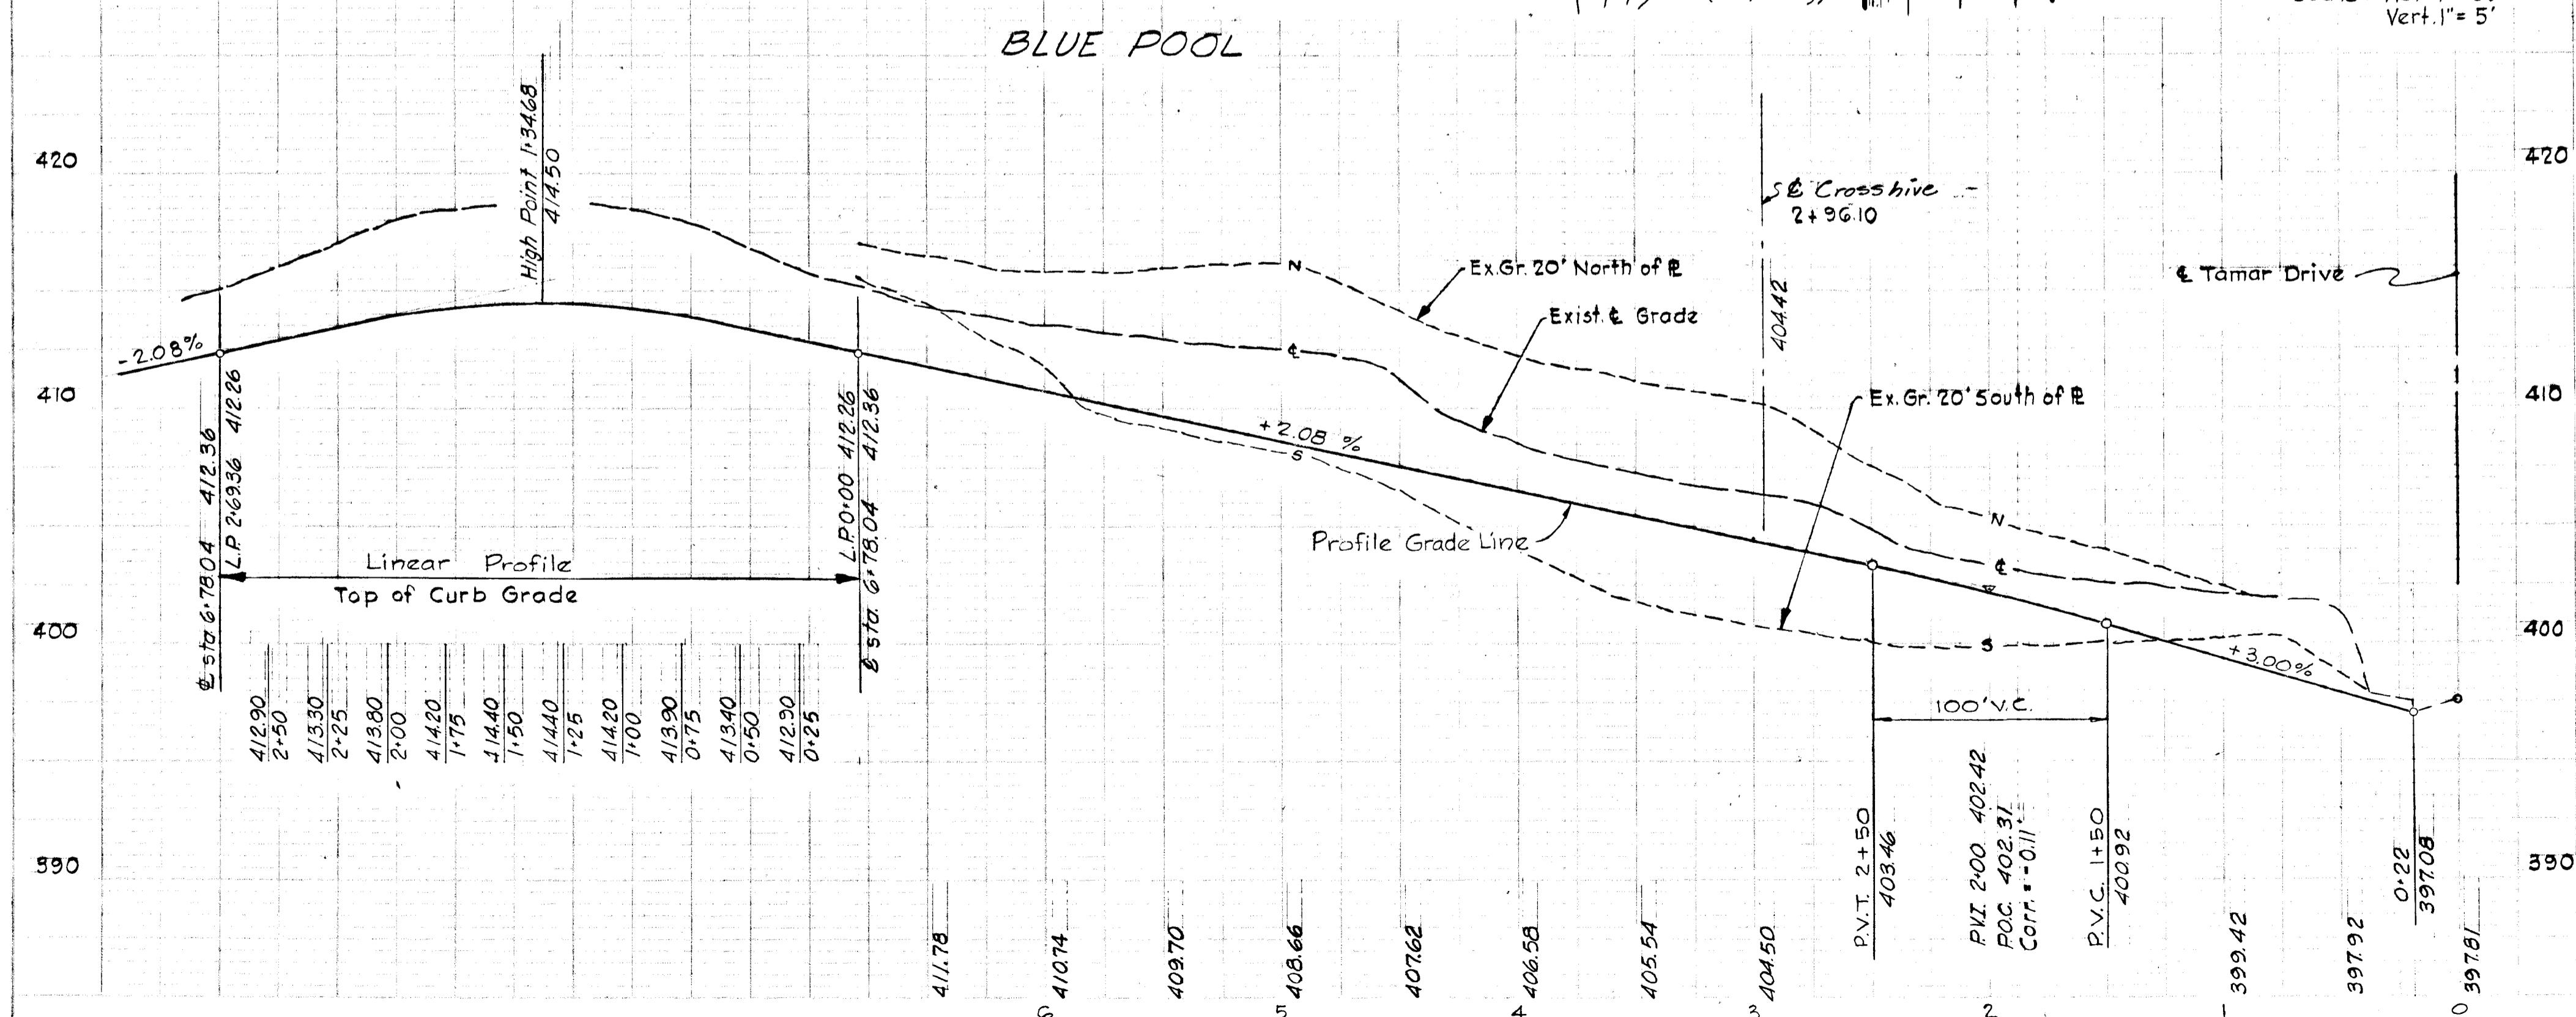 Vert. 1" = 5'
BLUE POOL
420
410
400
390
420
410
400
390
High Point 1+34.68
414.50
-2.08%
℄ sta. 6+78.04 412.36
L.P. 2+69.36 412.26
Linear Profile
Top of Curb Grade
L.P. 0+00 412.26
℄ sta. 6+78.04 412.36
412.90
2+50
413.30
2+25
413.80
2+00
414.20
1+75
414.40
1+50
414.40
1+25
414.20
1+00
413.90
0+75
413.40
0+50
412.90
0+25
N
℄
S
+2.08 %
Ex. Gr. 20' North of ℄
Exist. ℄ Grade
℄ Crosshive
2+96.10
404.42
Ex. Gr. 20' South of ℄
℄ Tamar Drive
Profile Grade Line
N
℄
S
+3.00%
100' V.C.
P.V.T. 2+50
403.46
P.V.I. 2+00 402.42
P.O.C. 402.31
Corr. = -0.11'
P.V.C. 1+50
400.92
0+22
397.08
411.78
410.74
409.70
408.66
407.62
406.58
405.54
404.50
399.42
397.92
397.81
6
5
4
3
2
1
0